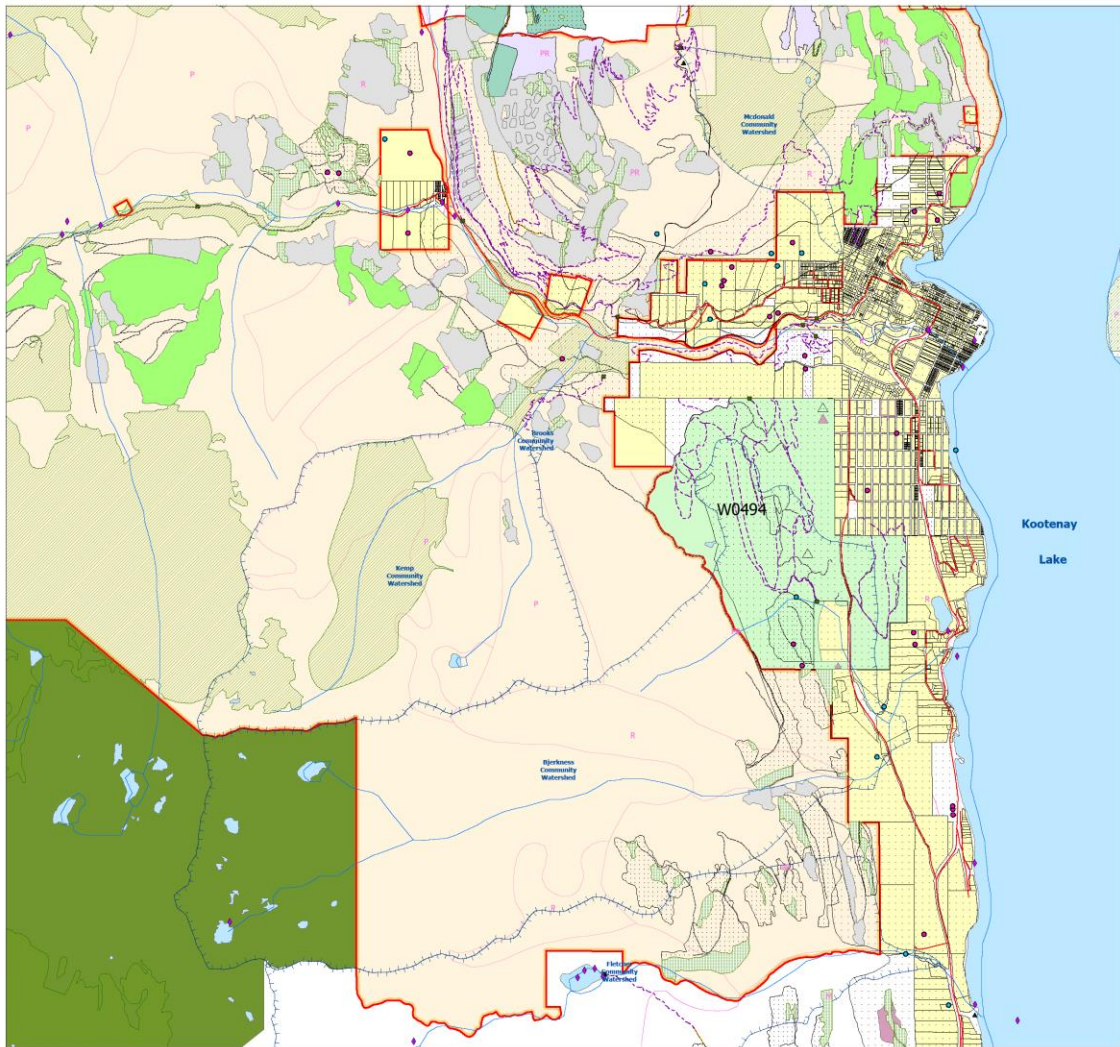 P
R
PR
R
P
Mcdonald
Community
Watershed
PR
R
P
Brooks
Community
Watershed
W0494
Kootenay
Lake
P
Kemp
Community
Watershed
P
R
R
Bjerkness
Community
Watershed
R
Fletcher
Community
Watershed
M
M